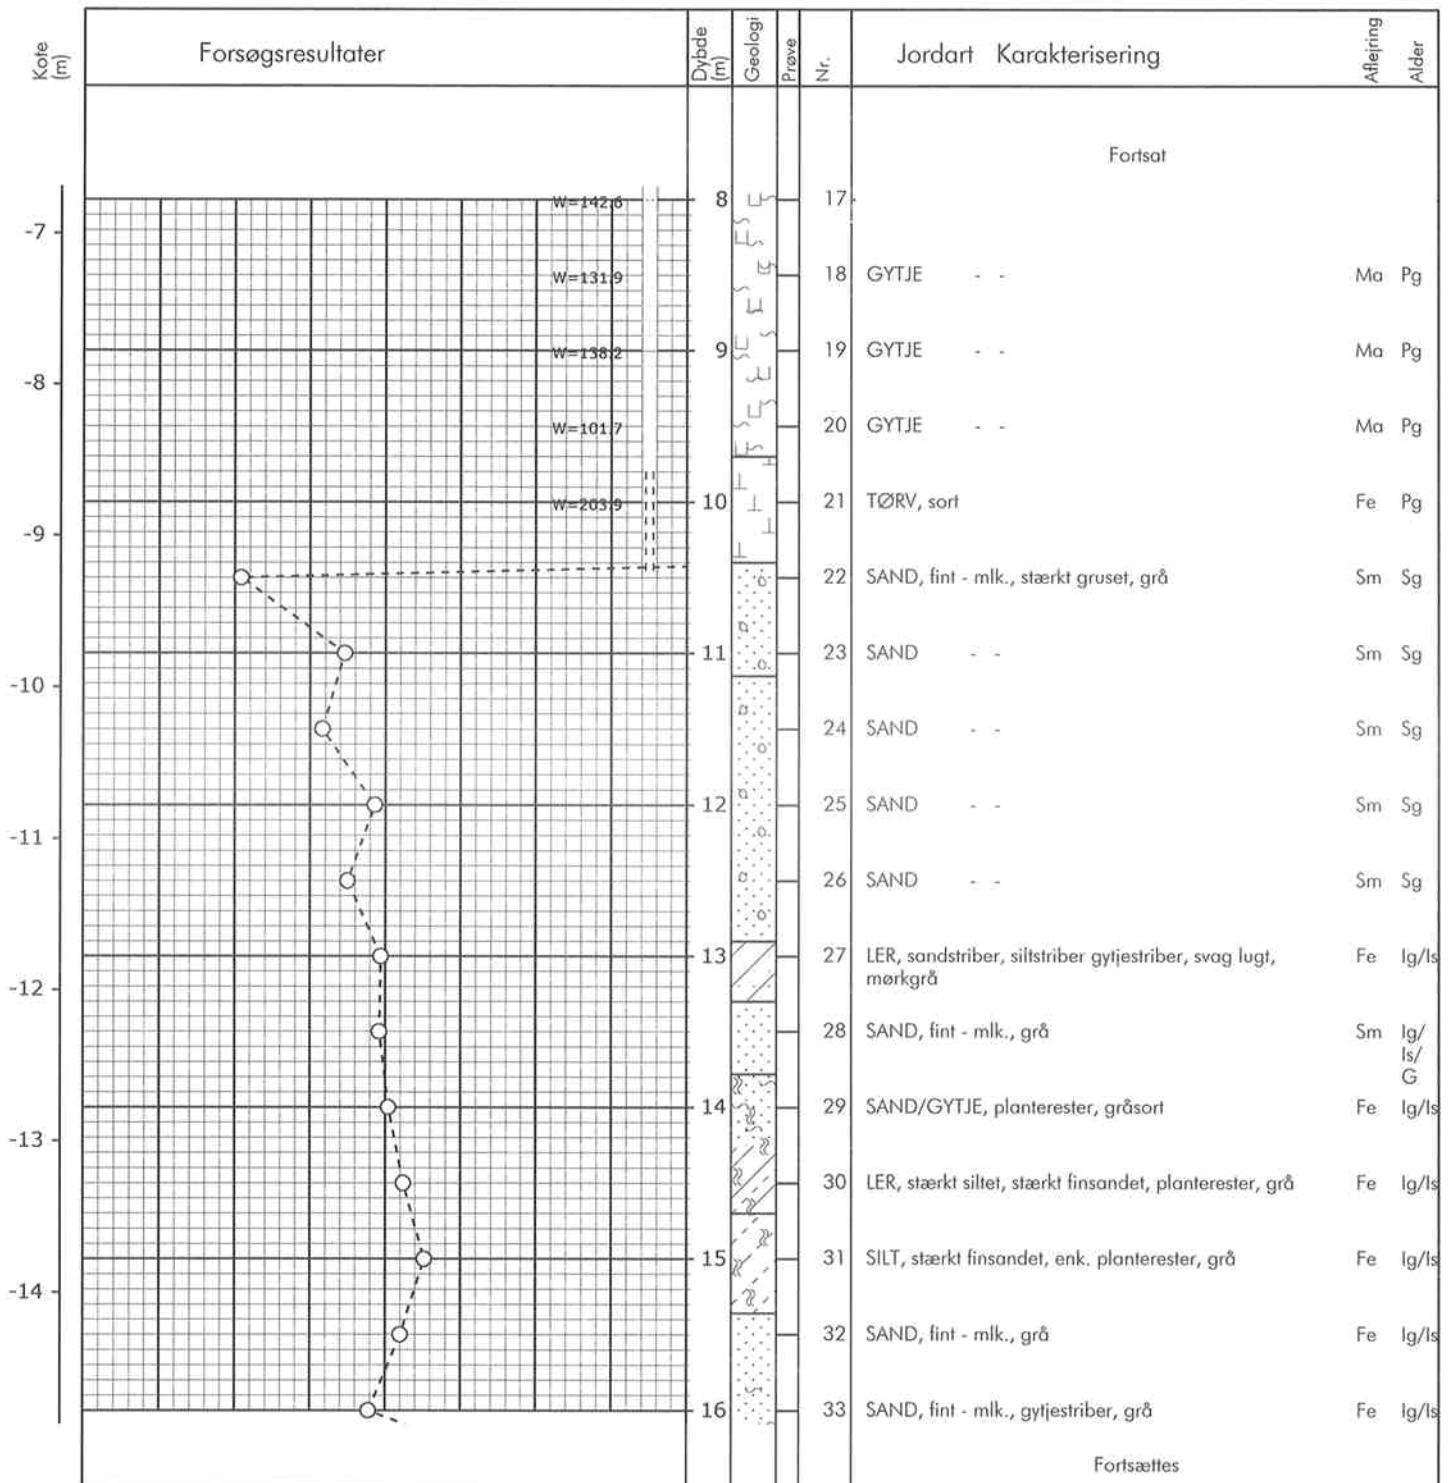 Kote (m) Forsøgsresultater Dybde (m) Geologi Prøve Nr. Jordart Karakterisering Aflejring Alder
Fortsat
W=142.6 8 17
-7
W=131.9 18 GYTJE - - Ma Pg
W=138.2 9 19 GYTJE - - Ma Pg
-8
W=101.7 20 GYTJE - - Ma Pg
W=203.9 10 21 TØRV, sort Fe Pg
-9
22 SAND, fint - mlk., stærkt gruset, grå Sm Sg
11 23 SAND - - Sm Sg
-10
24 SAND - - Sm Sg
12 25 SAND - - Sm Sg
-11
26 SAND - - Sm Sg
13 27 LER, sandstriber, siltstriber gytjestriber, svag lugt, Fe Ig/Is
mørkgrå
-12
28 SAND, fint - mlk., grå Sm Ig/
Is/
G
14 29 SAND/GYTJE, planterester, gråsort Fe Ig/Is
-13
30 LER, stærkt siltet, stærkt finsandet, planterester, grå Fe Ig/Is
15 31 SILT, stærkt finsandet, enk. planterester, grå Fe Ig/Is
-14
32 SAND, fint - mlk., grå Fe Ig/Is
16 33 SAND, fint - mlk., gytjestriber, grå Fe Ig/Is
Fortsættes